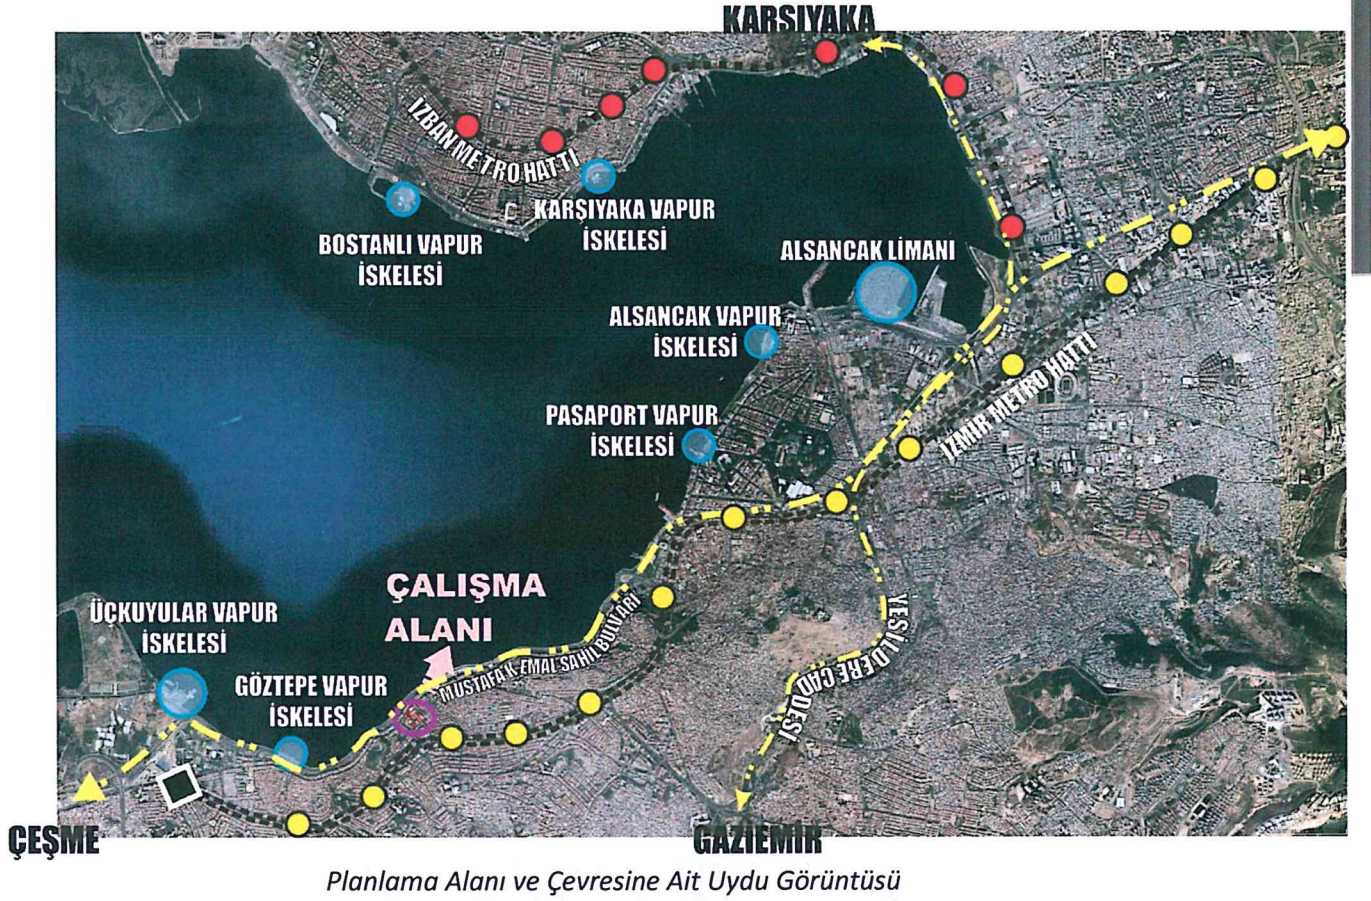 KARŞIYAKA
İZBAN METRO HATTI
KARŞIYAKA VAPUR
İSKELESİ
BOSTANLI VAPUR
İSKELESİ
ALSANCAK LİMANI
ALSANCAK VAPUR
İSKELESİ
İZMİR METRO HATTI
PASAPORT VAPUR
İSKELESİ
ÇALIŞMA
ALANI
MUSTAFA KEMAL SAHİL BULVARI
YEŞİLDERE CADDESİ
ÜÇKUYULAR VAPUR
İSKELESİ
GÖZTEPE VAPUR
İSKELESİ
ÇEŞME
GAZİEMİR
Planlama Alanı ve Çevresine Ait Uydu Görüntüsü